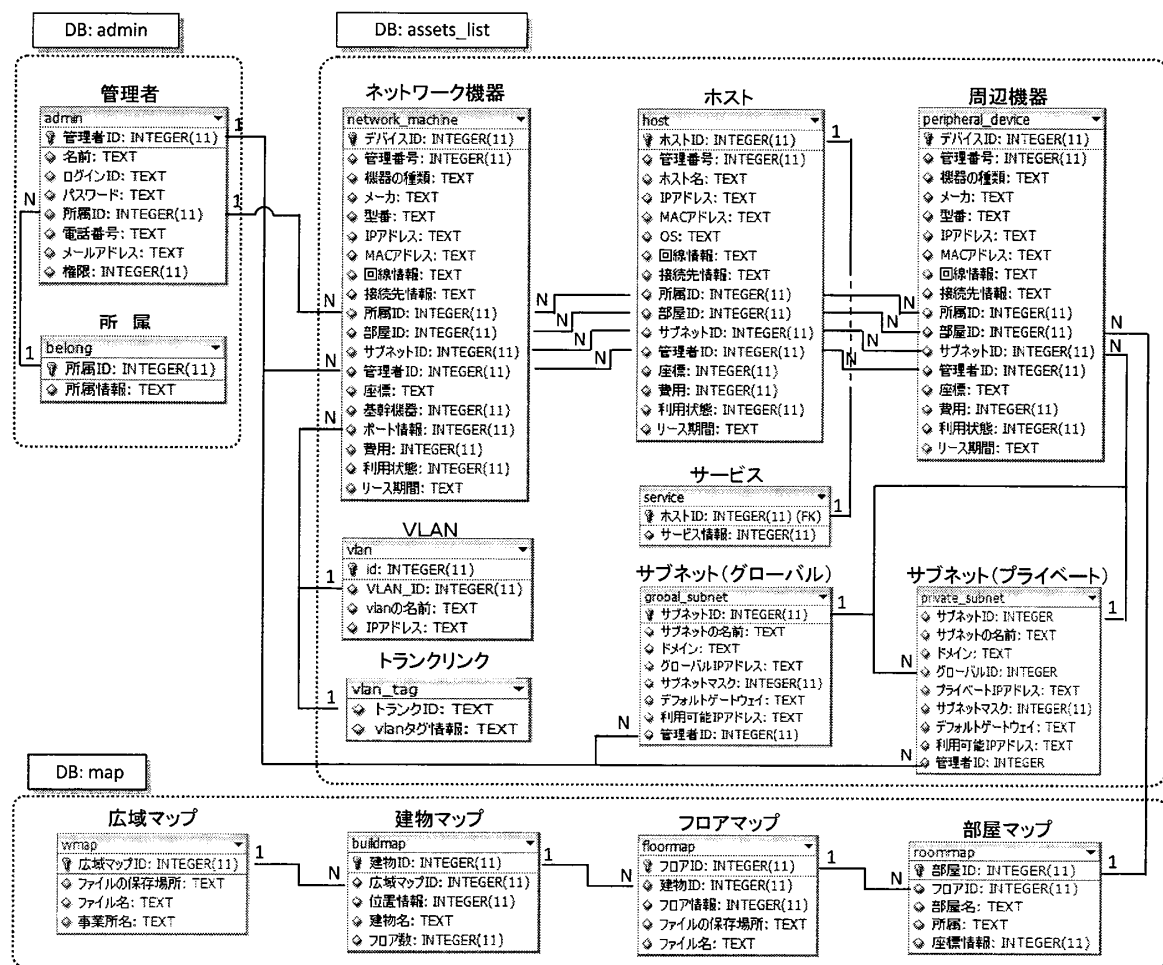 DB: admin
DB: assets_list
管理者
admin
管理者ID: INTEGER(11)
名前: TEXT
ログインID: TEXT
パスワード: TEXT
所属ID: INTEGER(11)
電話番号: TEXT
メールアドレス: TEXT
権限: INTEGER(11)
1
1
N
所 属
belong
所属ID: INTEGER(11)
所属情報: TEXT
1
ネットワーク機器
network_machine
デバイスID: INTEGER(11)
管理番号: INTEGER(11)
機器の種類: TEXT
メーカ: TEXT
型番: TEXT
IPアドレス: TEXT
MACアドレス: TEXT
回線情報: TEXT
接続先情報: TEXT
所属ID: INTEGER(11)
部屋ID: INTEGER(11)
サブネットID: INTEGER(11)
管理者ID: INTEGER(11)
座標: TEXT
基幹機器: INTEGER(11)
ポート情報: INTEGER(11)
費用: INTEGER(11)
利用状態: INTEGER(11)
リース期間: TEXT
N
N
N
N
N
N
N
ホスト
host
ホストID: INTEGER(11)
管理番号: INTEGER(11)
ホスト名: TEXT
IPアドレス: TEXT
MACアドレス: TEXT
OS: TEXT
回線情報: TEXT
接続先情報: TEXT
所属ID: INTEGER(11)
部屋ID: INTEGER(11)
サブネットID: INTEGER(11)
管理者ID: INTEGER(11)
座標: INTEGER(11)
費用: INTEGER(11)
利用状態: INTEGER(11)
リース期間: TEXT
1
N
N
N
N
周辺機器
peripheral_device
デバイスID: INTEGER(11)
管理番号: INTEGER(11)
機器の種類: TEXT
メーカ: TEXT
型番: TEXT
IPアドレス: TEXT
MACアドレス: TEXT
回線情報: TEXT
接続先情報: TEXT
所属ID: INTEGER(11)
部屋ID: INTEGER(11)
サブネットID: INTEGER(11)
管理者ID: INTEGER(11)
座標: TEXT
費用: INTEGER(11)
利用状態: INTEGER(11)
リース期間: TEXT
N
N
サービス
service
ホストID: INTEGER(11) (FK)
サービス情報: INTEGER(11)
1
VLAN
vlan
id: INTEGER(11)
VLAN_ID: INTEGER(11)
vlanの名前: TEXT
IPアドレス: TEXT
1
トランクリンク
vlan_tag
トランクID: TEXT
vlanタグ情報: TEXT
1
サブネット(グローバル)
grobal_subnet
サブネットID: INTEGER(11)
サブネットの名前: TEXT
ドメイン: TEXT
グローバルIPアドレス: TEXT
サブネットマスク: INTEGER(11)
デフォルトゲートウェイ: TEXT
利用可能IPアドレス: TEXT
管理者ID: INTEGER(11)
1
N
サブネット(プライベート)
private_subnet
サブネットID: INTEGER
サブネットの名前: TEXT
ドメイン: TEXT
グローバルID: INTEGER
プライベートIPアドレス: TEXT
サブネットマスク: INTEGER(11)
デフォルトゲートウェイ: TEXT
利用可能IPアドレス: TEXT
管理者ID: INTEGER
1
N
N
DB: map
広域マップ
wmap
広域マップID: INTEGER(11)
ファイルの保存場所: TEXT
ファイル名: TEXT
事業所名: TEXT
1
N
建物マップ
buildmap
建物ID: INTEGER(11)
広域マップID: INTEGER(11)
位置情報: INTEGER(11)
建物名: TEXT
フロア数: INTEGER(11)
1
N
フロアマップ
floormap
フロアID: INTEGER(11)
建物ID: INTEGER(11)
フロア情報: INTEGER(11)
ファイルの保存場所: TEXT
ファイル名: TEXT
1
N
部屋マップ
roommap
部屋ID: INTEGER(11)
フロアID: INTEGER(11)
部屋名: TEXT
所属: TEXT
座標情報: INTEGER(11)
1